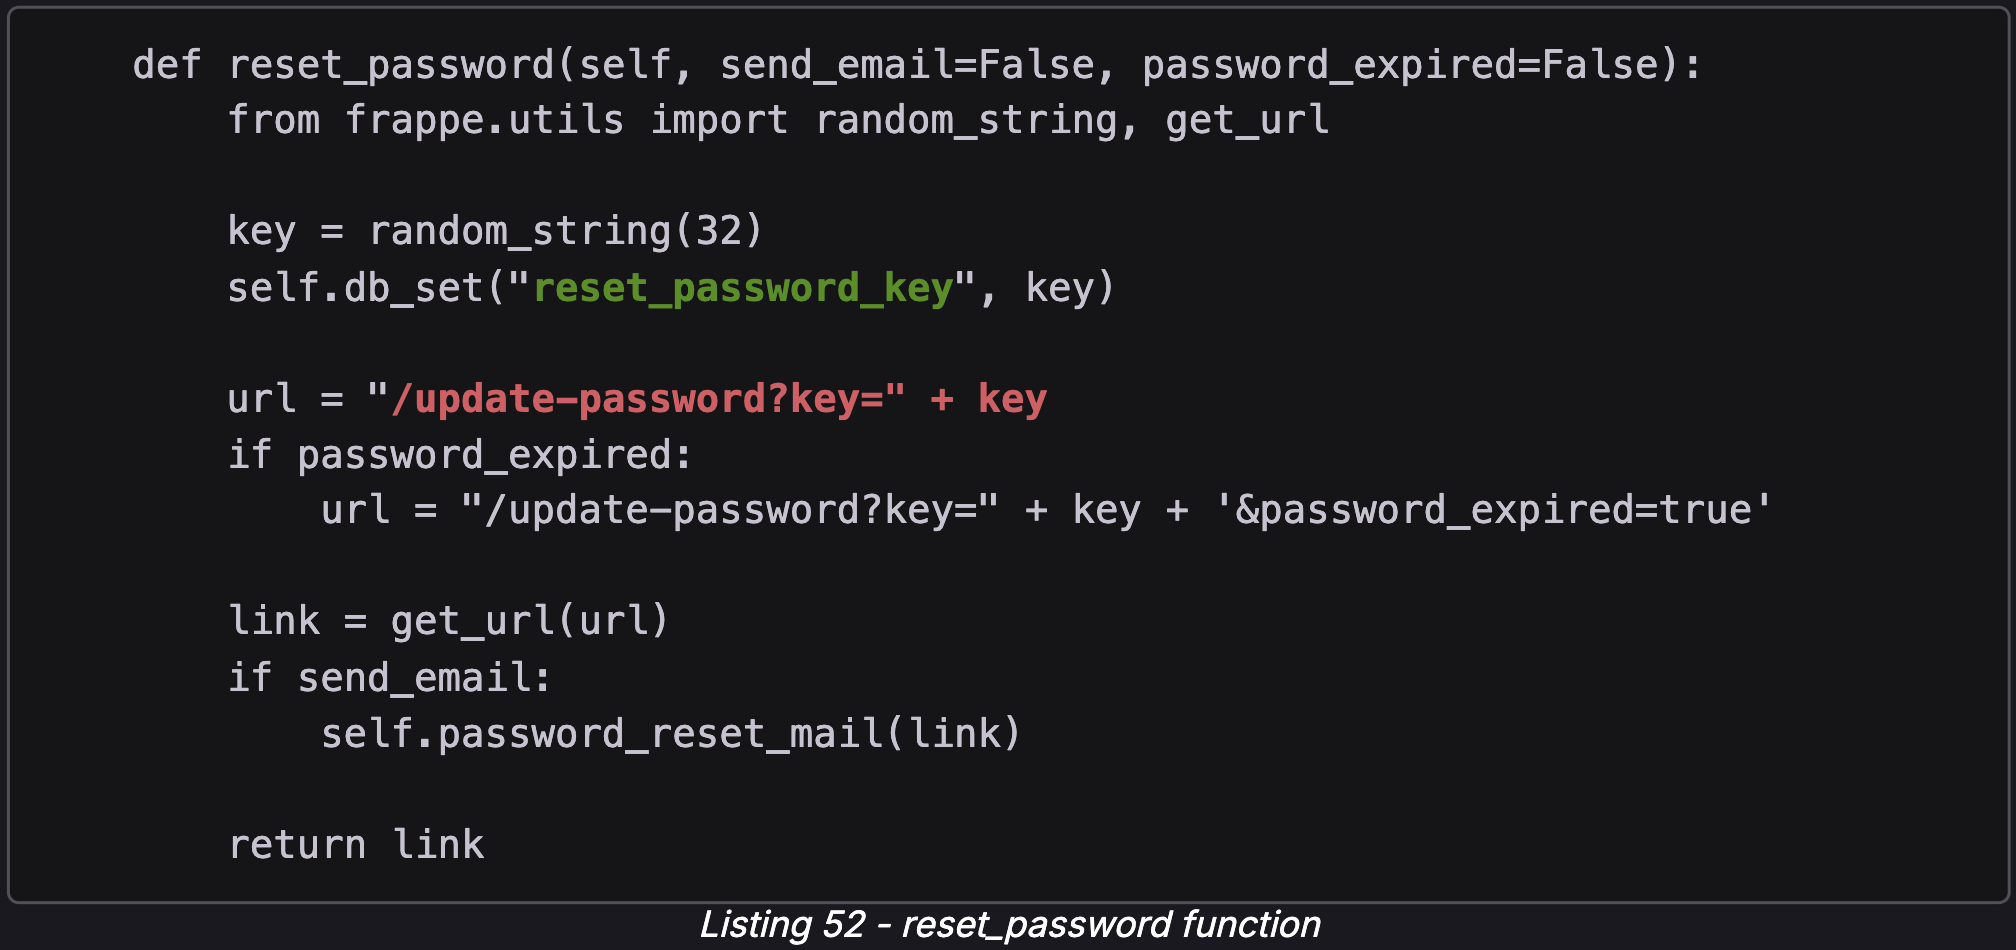 def reset_password(self, send_email=False, password_expired=False):
from frappe.utils import random_string, get_url
key = random_string(32)
self.db_set("reset_password_key", key)
url = "/update-password?key=" + key
if password_expired:
url = "/update-password?key=" + key + '&password_expired=true'
link = get_url(url)
if send_email:
self.password_reset_mail(link)
return link
Listing 52 - reset_password function